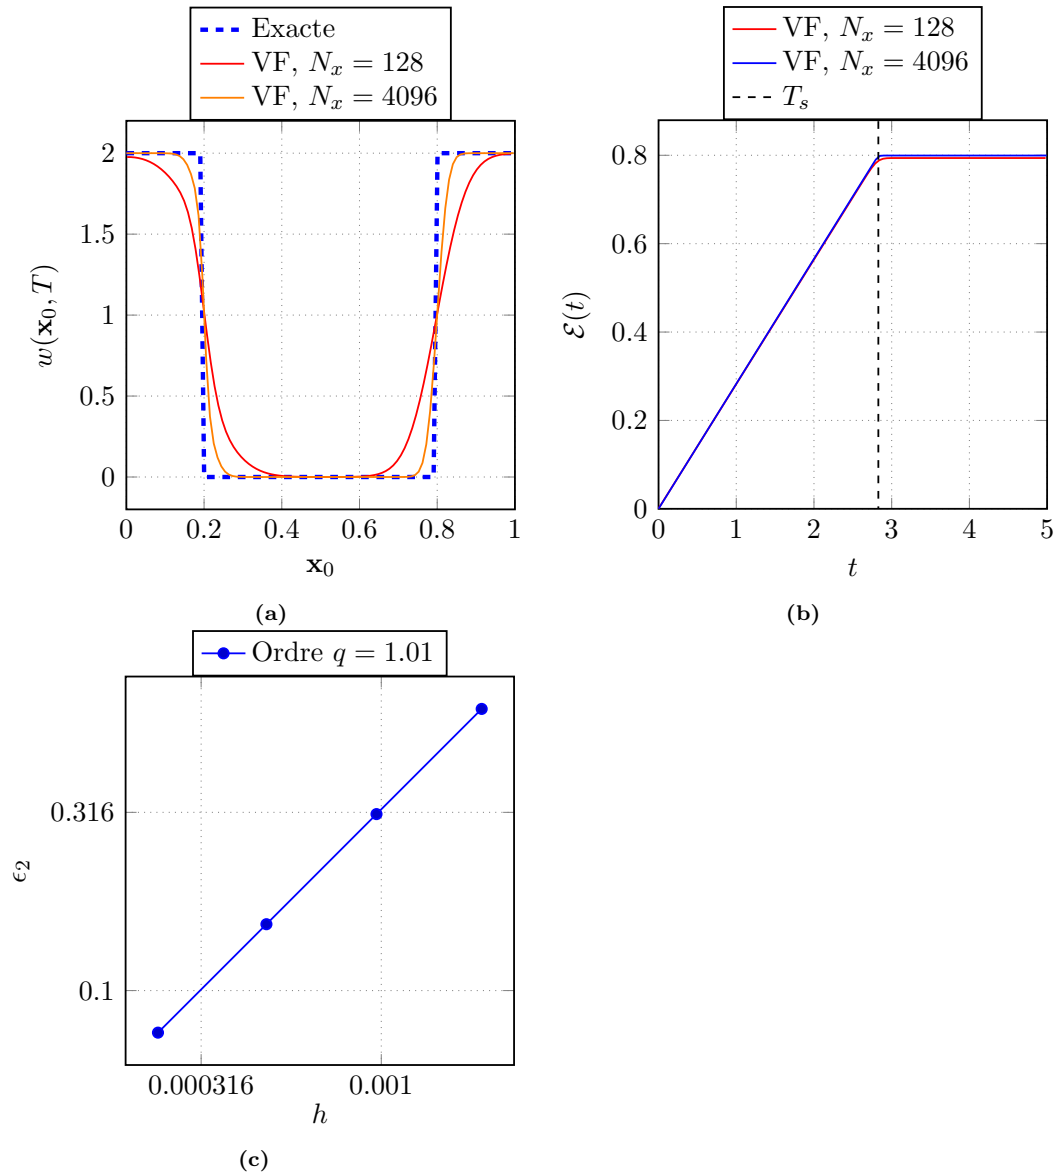 Exacte
VF, $N_x = 128$
VF, $N_x = 4096$
2
1.5
1
0.5
0
0 0.2 0.4 0.6 0.8 1
$w(\mathbf{x}_0, T)$
$\mathbf{x}_0$
(a)
VF, $N_x = 128$
VF, $N_x = 4096$
$T_s$
0.8
0.6
0.4
0.2
0
0 1 2 3 4 5
$\mathcal{E}(t)$
$t$
(b)
Ordre $q = 1.01$
0.316
0.1
0.000316 0.001
$\epsilon_2$
$h$
(c)